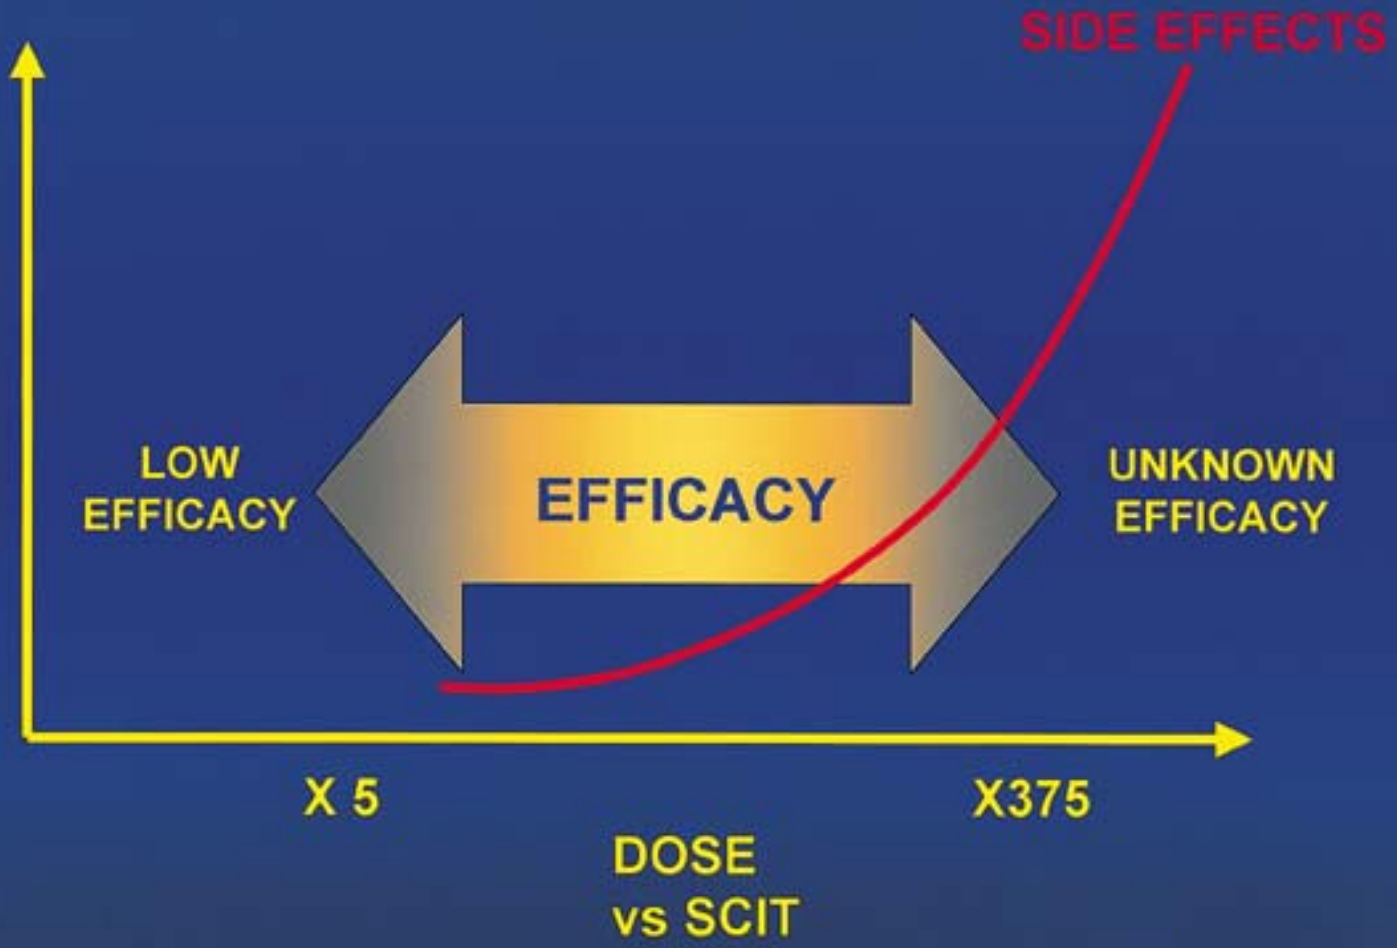 SIDE EFFECTS
LOW
EFFICACY
EFFICACY
UNKNOWN
EFFICACY
X 5
X375
DOSE
vs SCIT